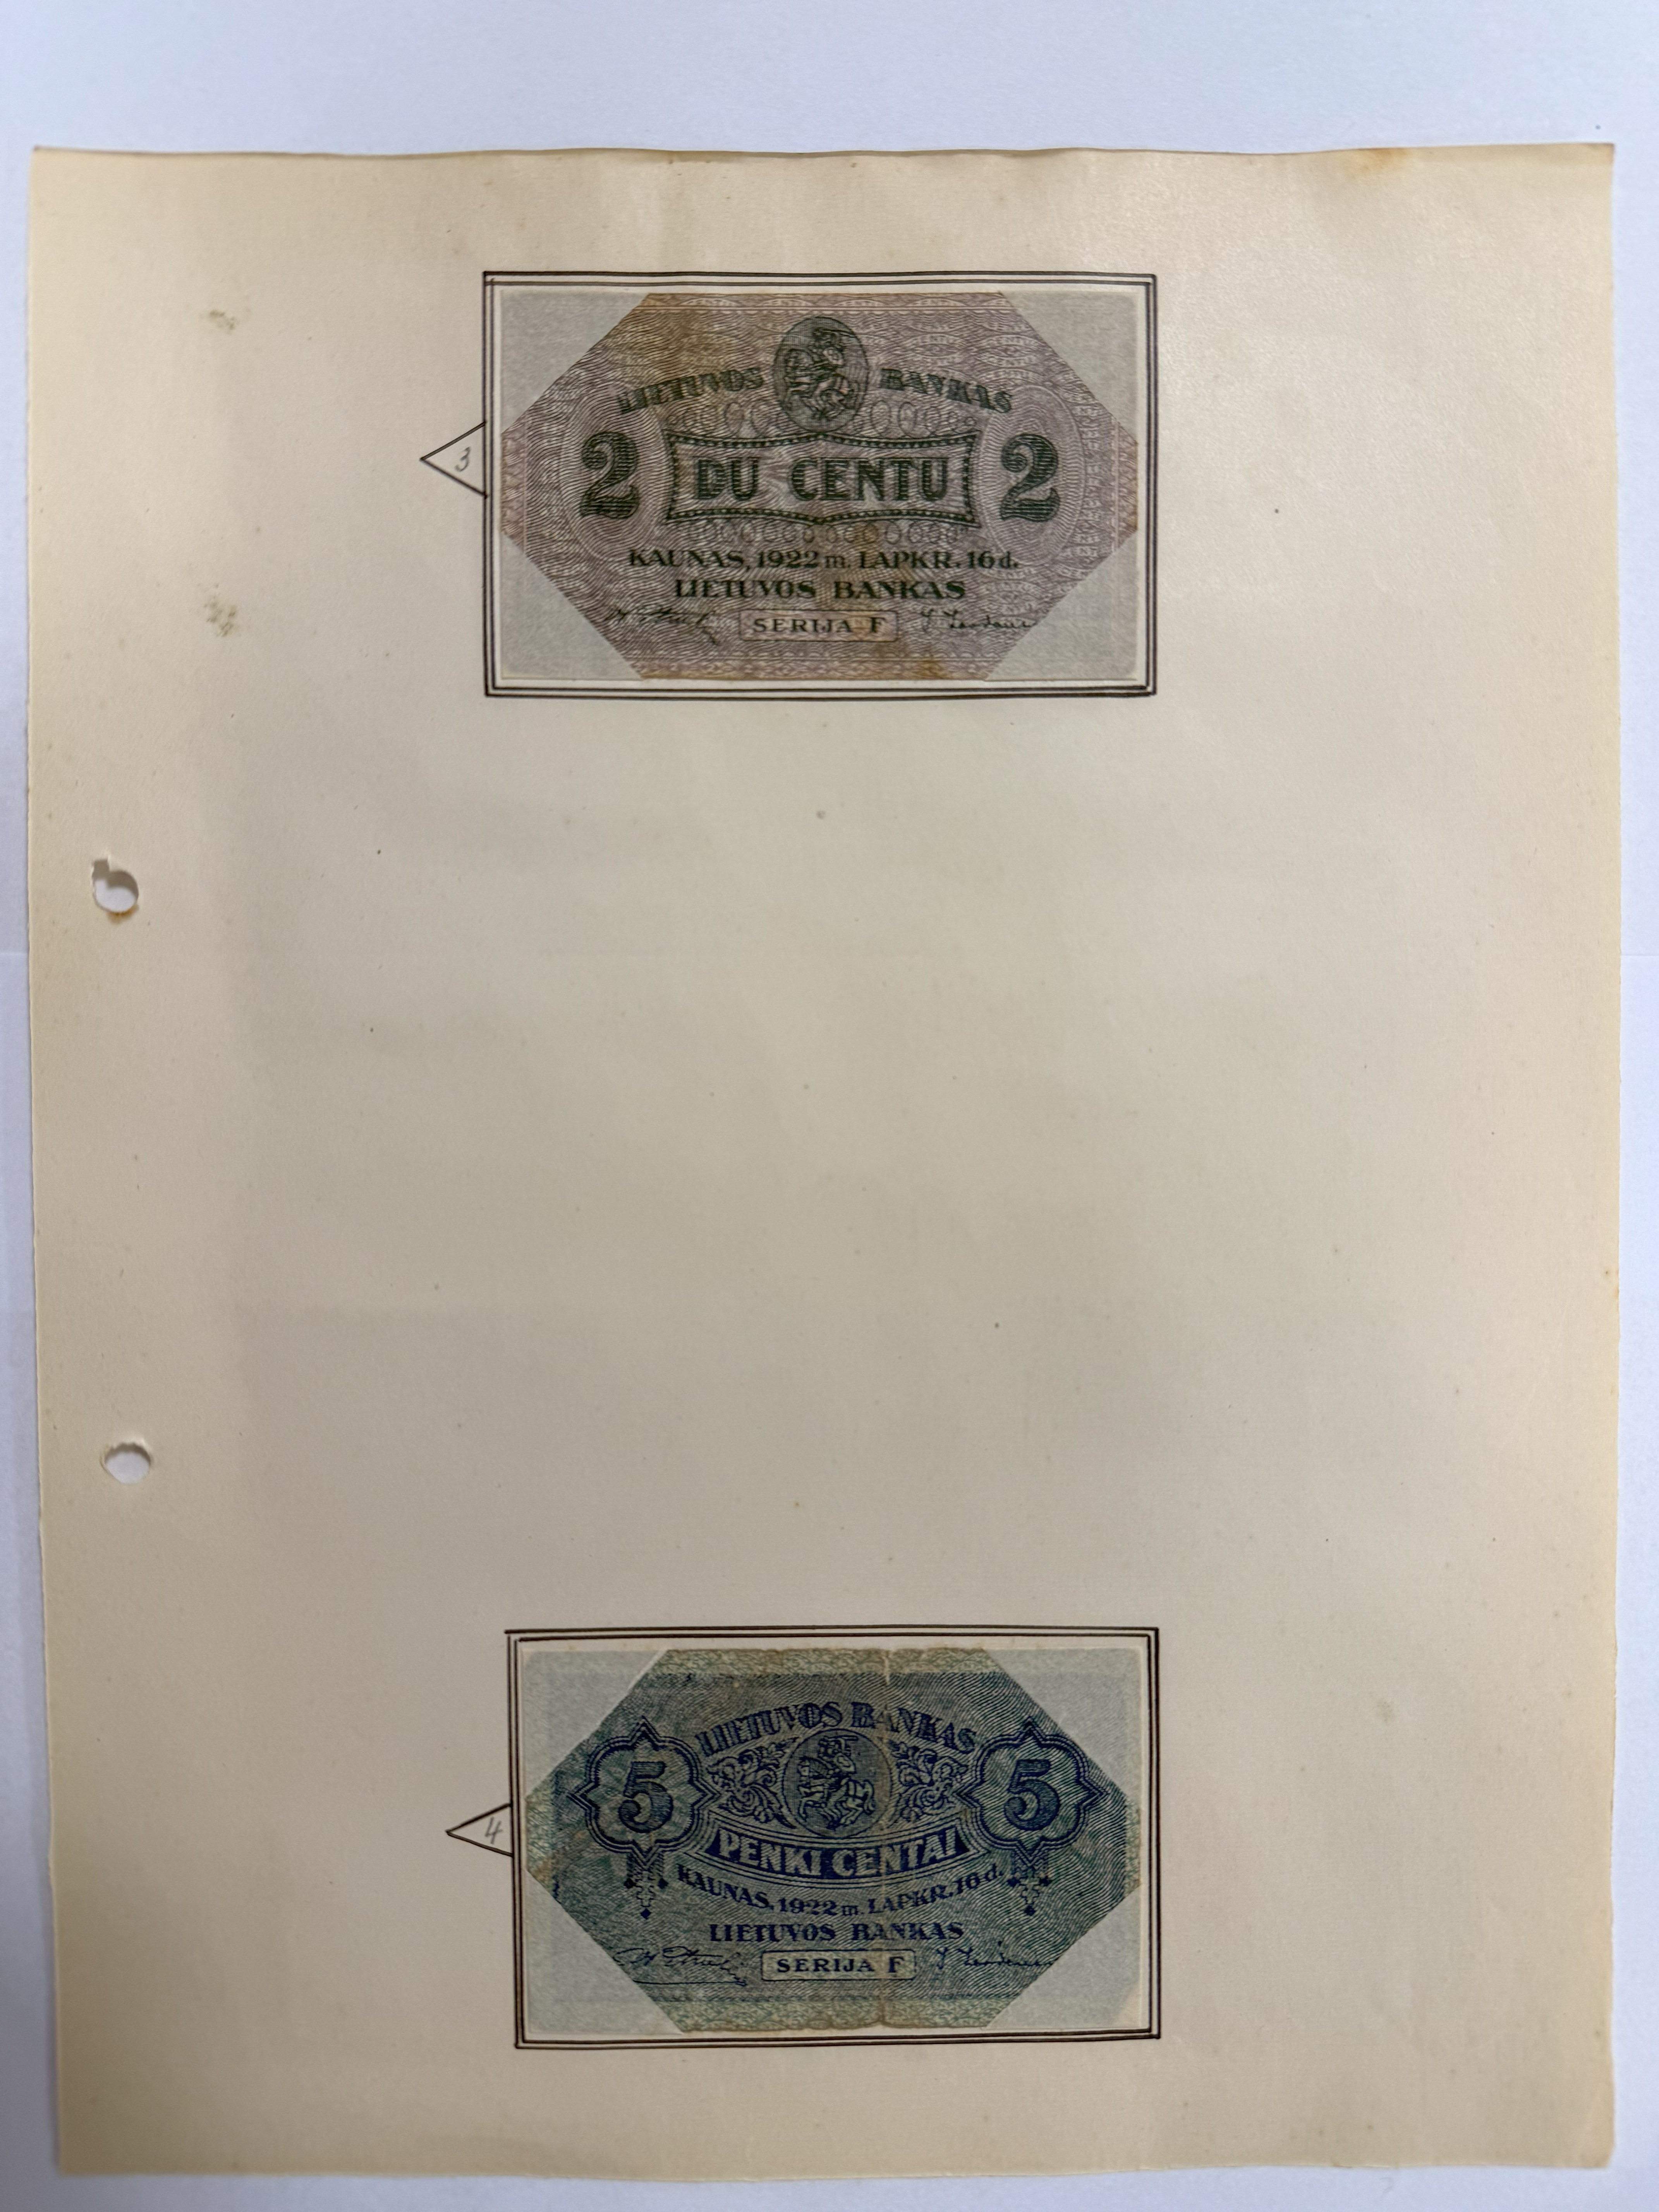 LIETUVOS BANKAS
3
2 DU CENTU 2
KAUNAS, 1922 m. LAPKR. 16 d.
LIETUVOS BANKAS
SERIJA F
LIETUVOS BANKAS
5 5
4
PENKI CENTAI
KAUNAS, 1922 m. LAPKR. 16 d.
LIETUVOS BANKAS
SERIJA F